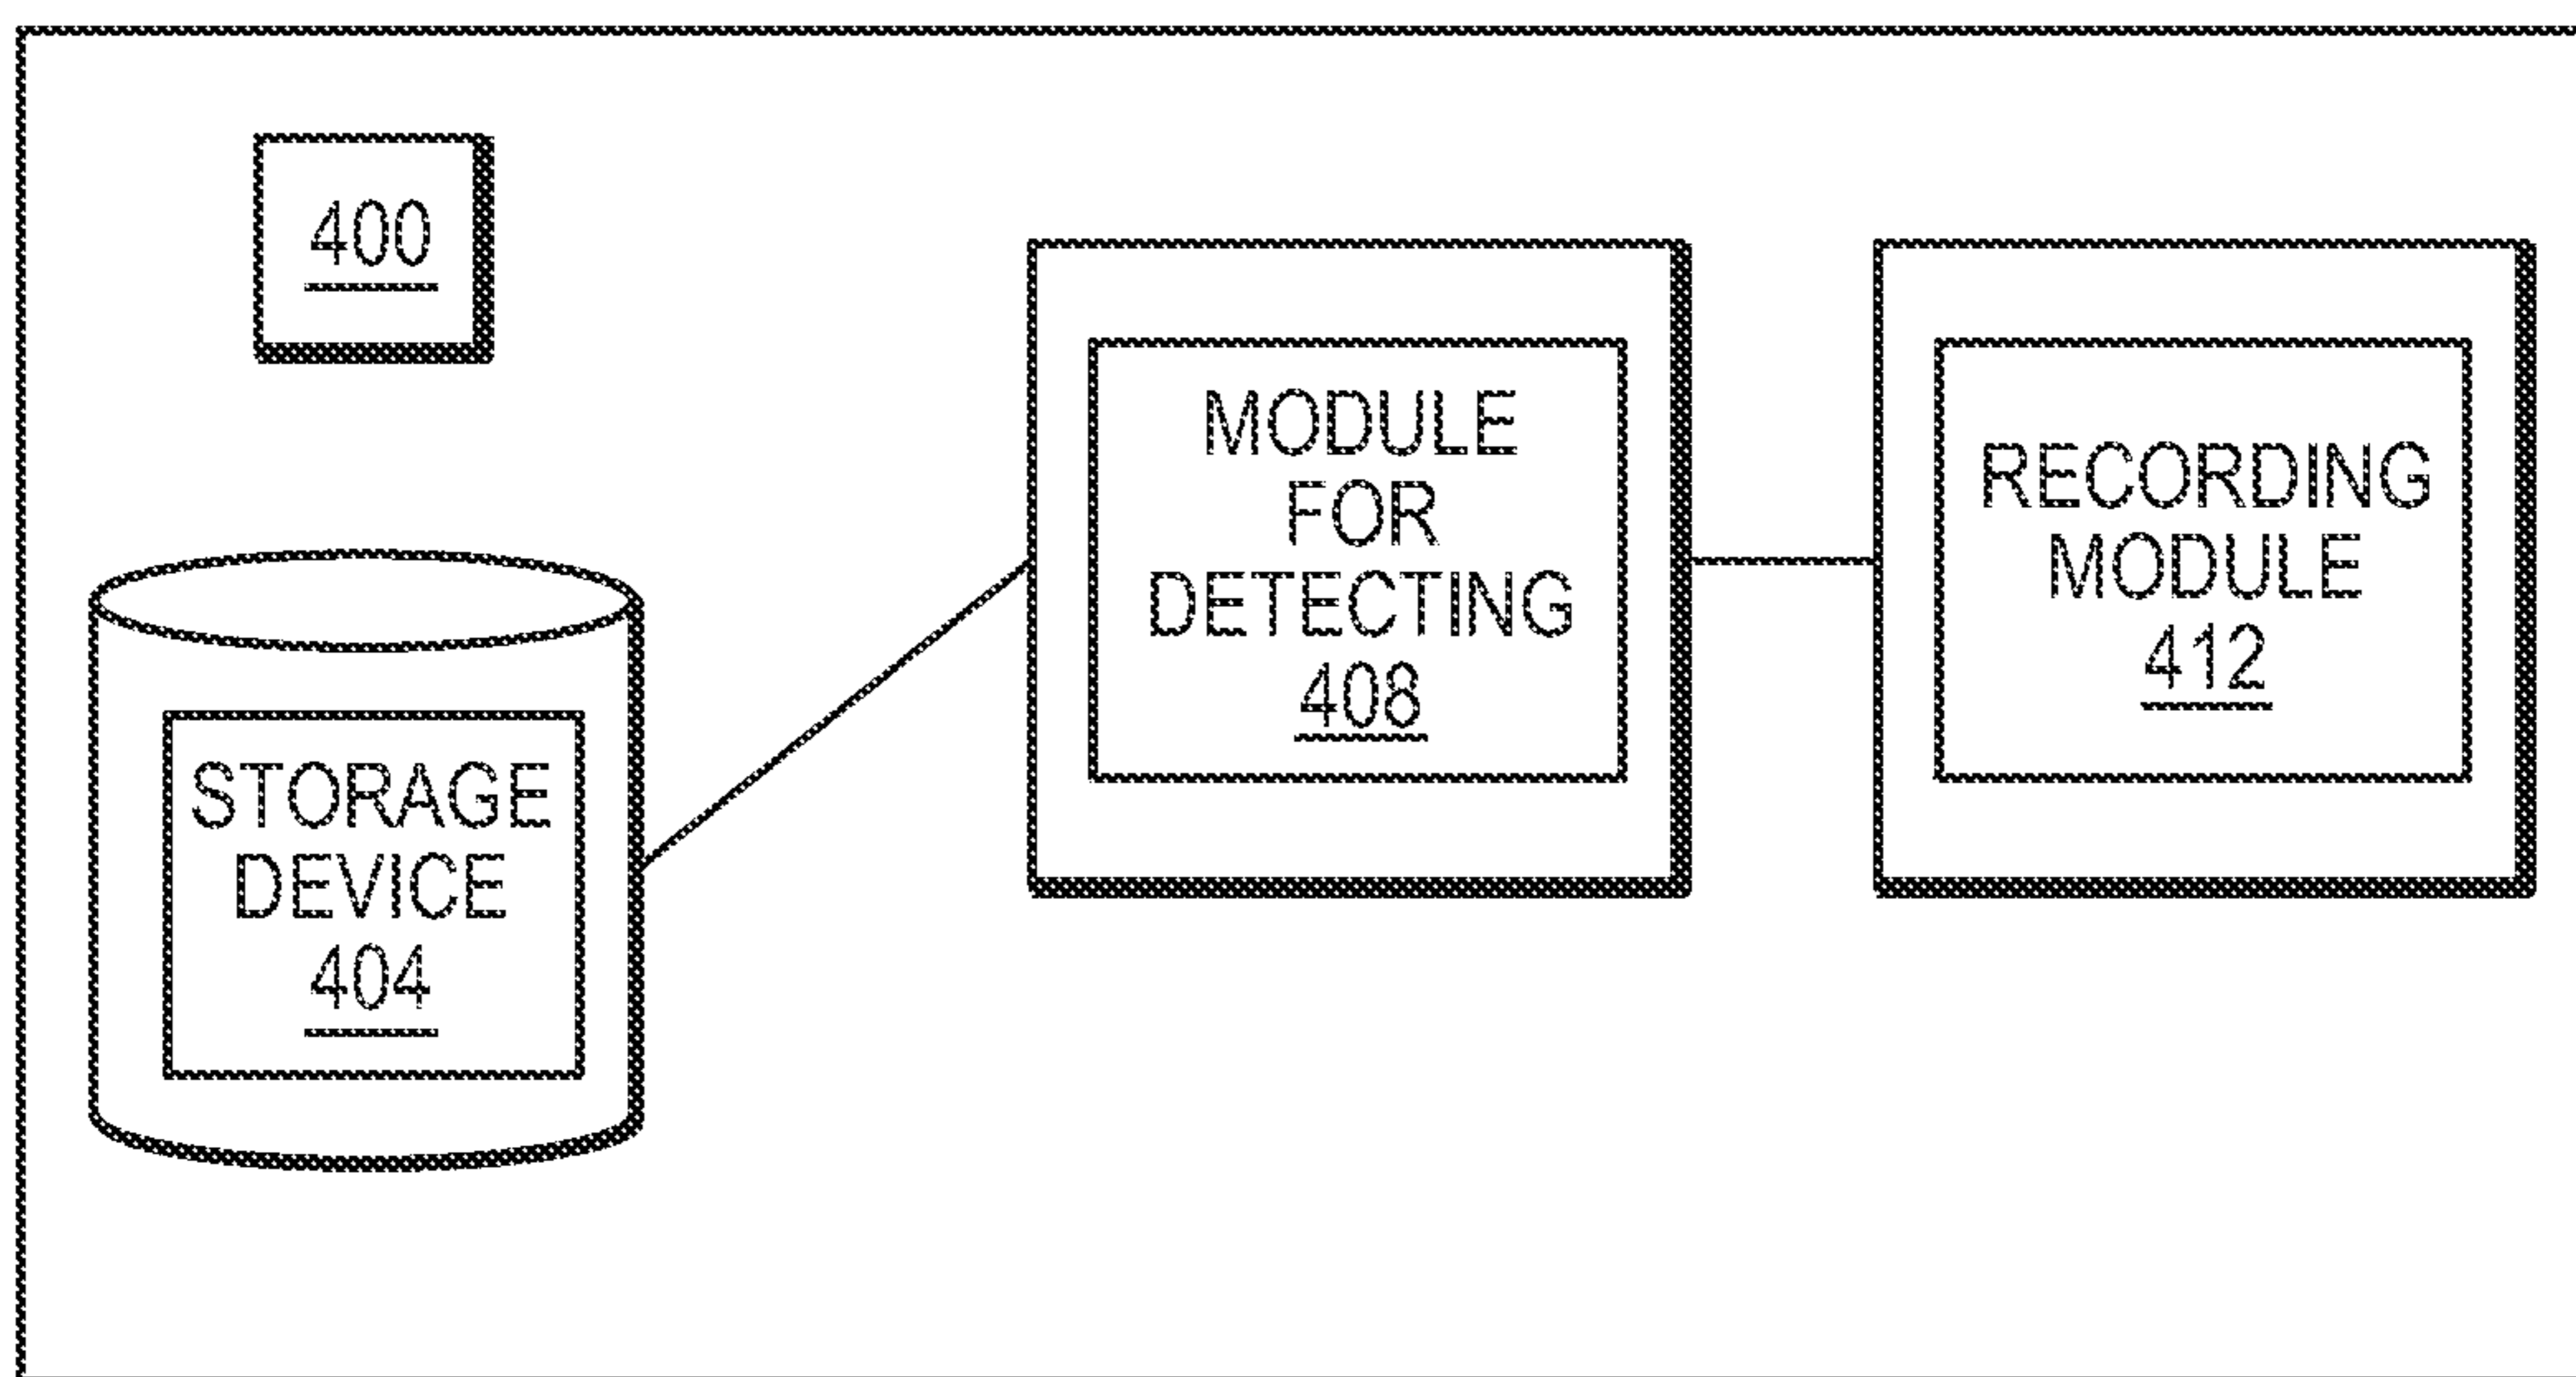 400
STORAGE
DEVICE
404
MODULE
FOR
DETECTING
408
RECORDING
MODULE
412